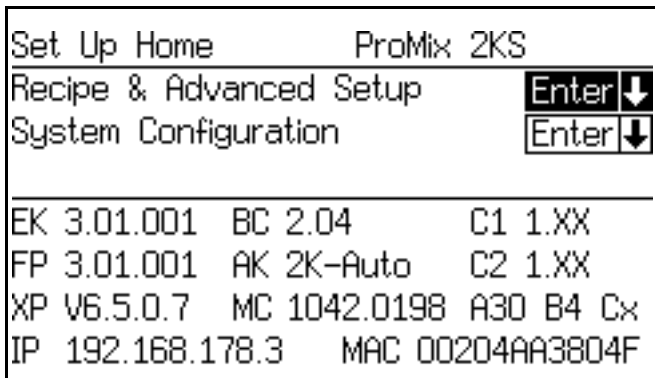 Set Up Home ProMix 2KS
Recipe & Advanced Setup Enter
System Configuration Enter
EK 3.01.001 BC 2.04 C1 1.XX
FP 3.01.001 AK 2K-Auto C2 1.XX
XP V6.5.0.7 MC 1042.0198 A30 B4 Cx
IP 192.168.178.3 MAC 00204AA3804F